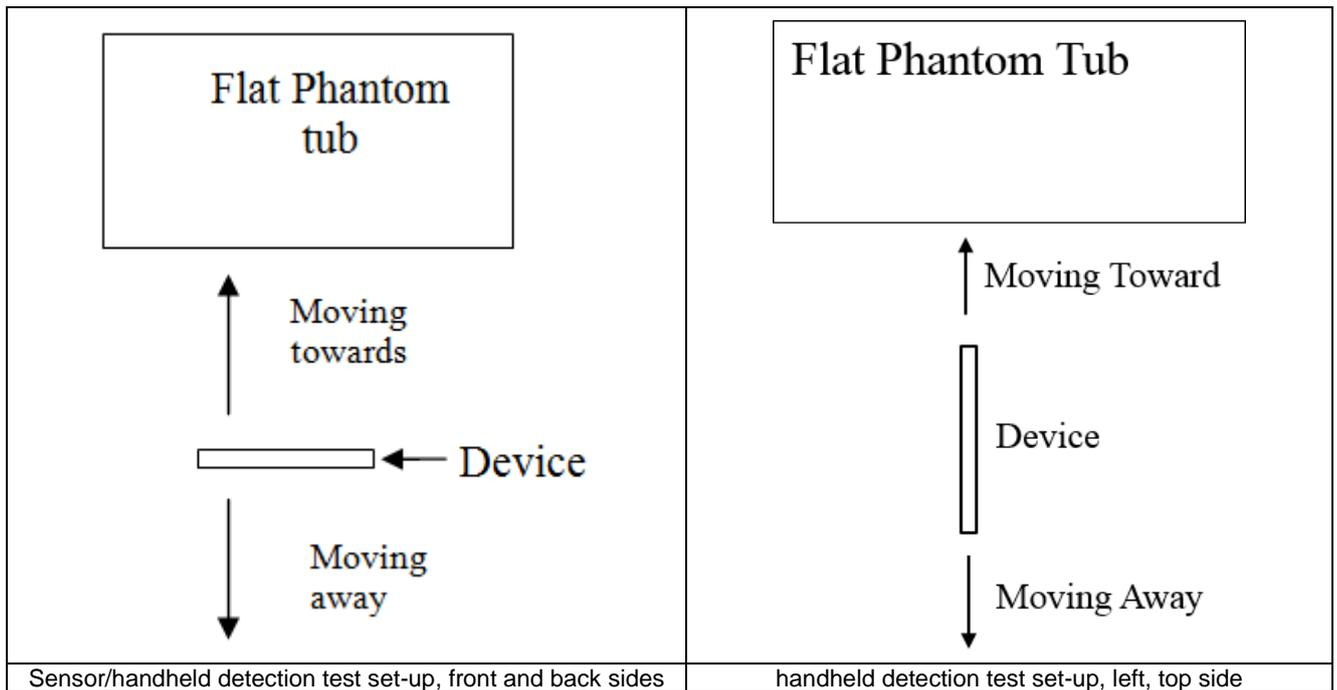 Flat Phantom
tub
Moving
towards
Device
Moving
away
Sensor/handheld detection test set-up, front and back sides
Flat Phantom Tub
Moving Toward
Device
Moving Away
handheld detection test set-up, left, top side